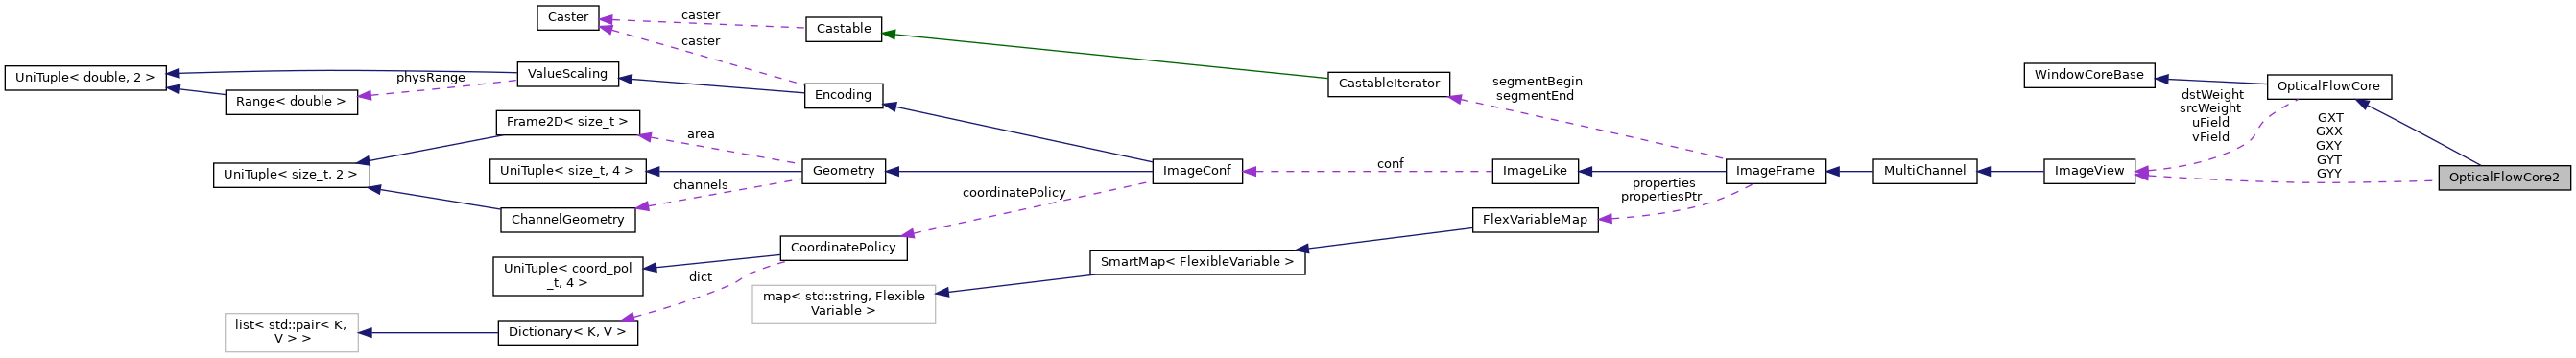 Caster
caster
Castable
caster
UniTuple< double, 2 >
physRange
ValueScaling
Range< double >
Encoding
CastableIterator
segmentBegin
segmentEnd
WindowCoreBase
OpticalFlowCore
dstWeight
srcWeight
uField
vField
GXT
GXX
GXY
GYT
GYY
Frame2D< size_t >
area
UniTuple< size_t, 2 >
UniTuple< size_t, 4 >
Geometry
channels
ChannelGeometry
ImageConf
conf
ImageLike
ImageFrame
MultiChannel
ImageView
OpticalFlowCore2
coordinatePolicy
properties
propertiesPtr
FlexVariableMap
CoordinatePolicy
UniTuple< coord_pol
_t, 4 >
dict
SmartMap< FlexibleVariable >
map< std::string, Flexible
Variable >
list< std::pair< K,
V > >
Dictionary< K, V >